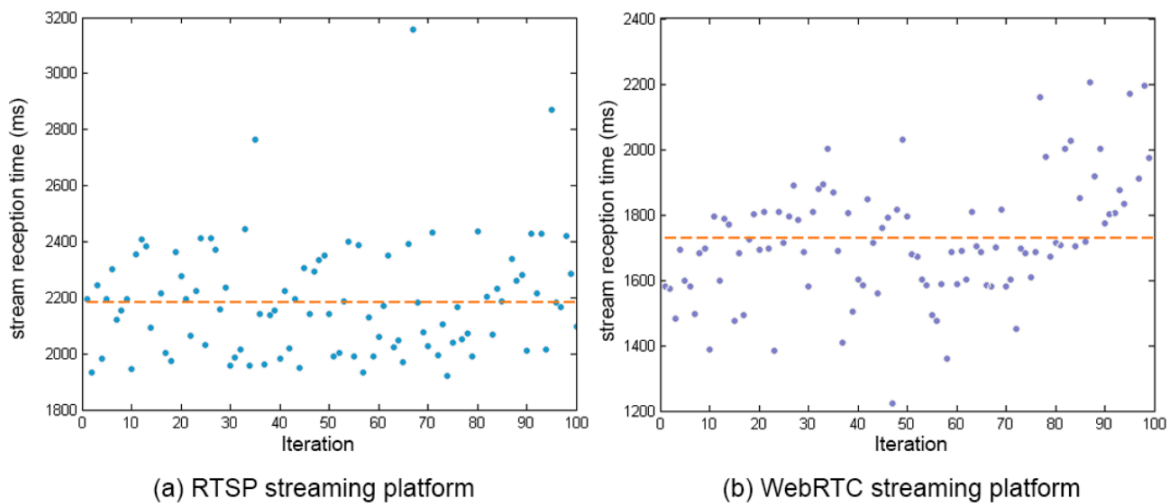 3200
3000
2800
2600
2400
2200
2000
1800
stream reception time (ms)
0 10 20 30 40 50 60 70 80 90 100
Iteration
(a) RTSP streaming platform
2400
2200
2000
1800
1600
1400
1200
stream reception time (ms)
0 10 20 30 40 50 60 70 80 90 100
Iteration
(b) WebRTC streaming platform